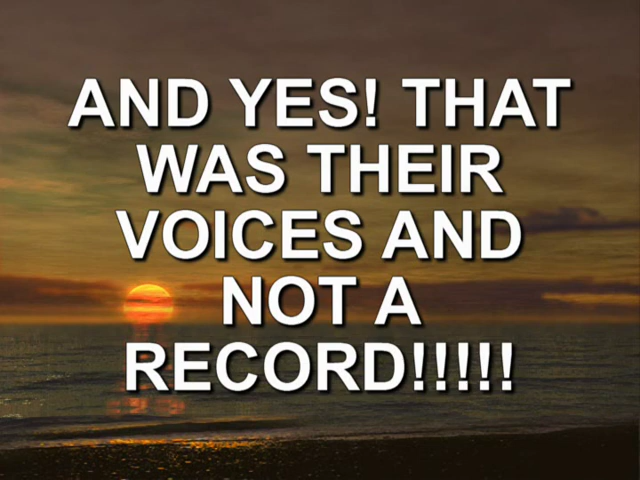 AND YES! THAT
WAS THEIR
VOICES AND
NOT A
RECORD!!!!!